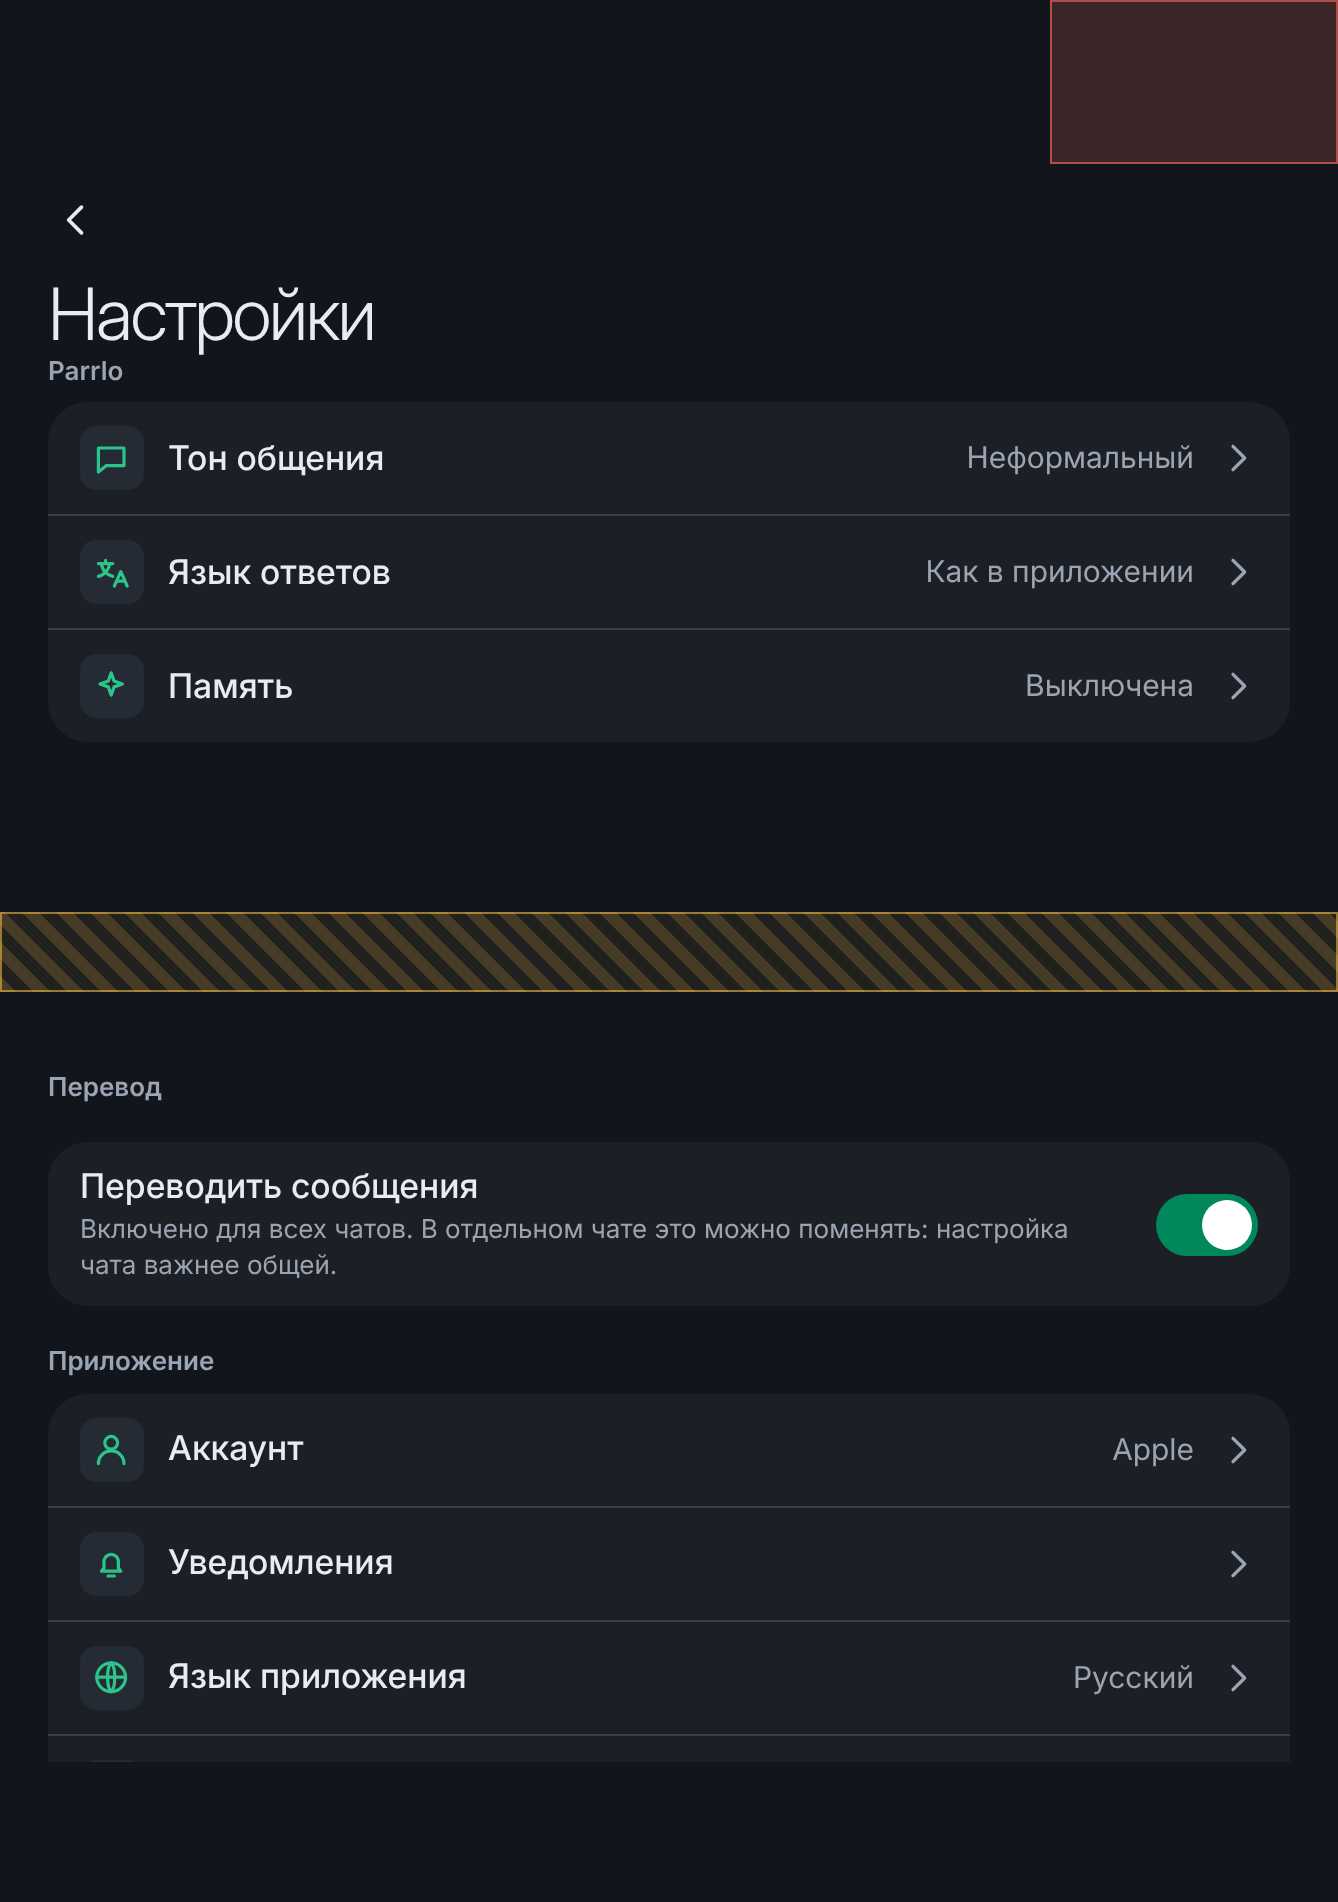 Настройки
Parrlo
Тон общения
Неформальный
Язык ответов
Как в приложении
Память
Выключена
Перевод
Переводить сообщения
Включено для всех чатов. В отдельном чате это можно поменять: настройка
чата важнее общей.
Приложение
Аккаунт
Apple
Уведомления
Язык приложения
Русский